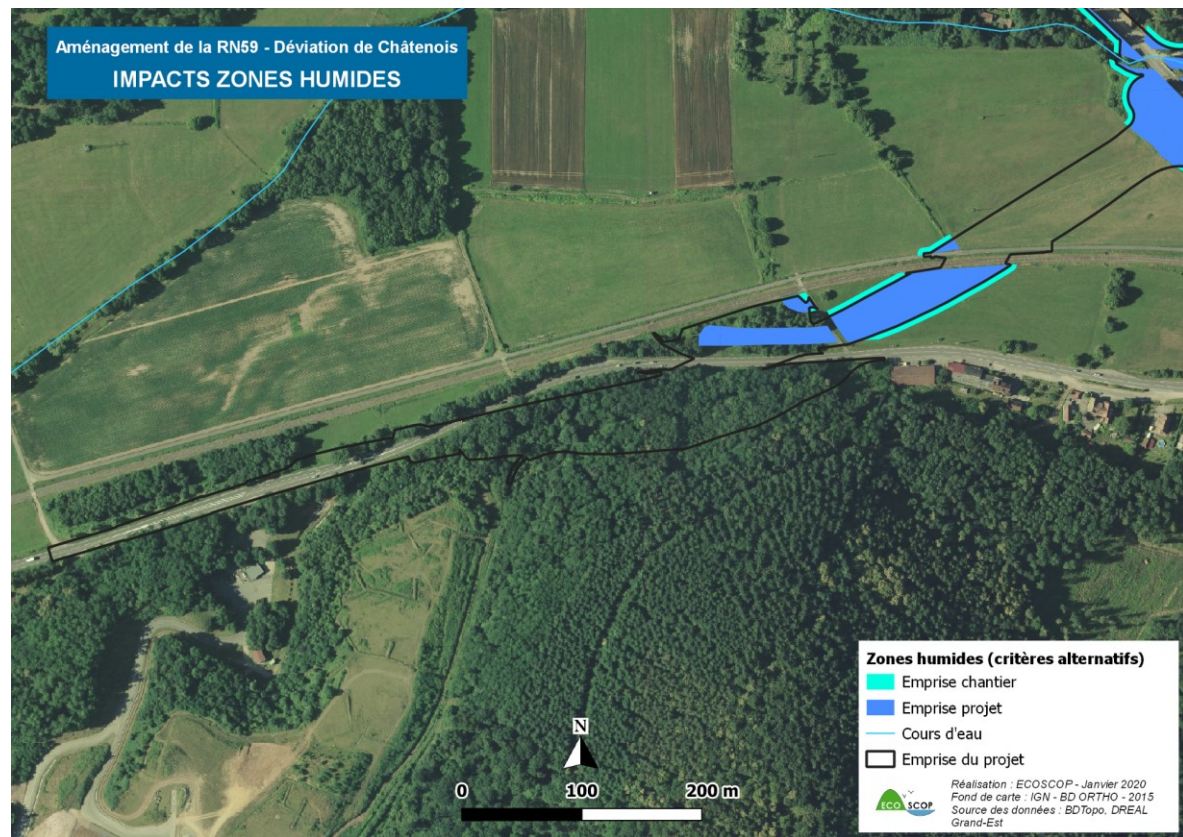 Aménagement de la RN59 - Déviation de Châtenois
IMPACTS ZONES HUMIDES
Zones humides (critères alternatifs)
Emprise chantier
Emprise projet
Cours d'eau
Emprise du projet
N
0 100 200 m
ECO SCOP
Réalisation : ECOSCOP - Janvier 2020
Fond de carte : IGN - BD ORTHO - 2015
Source des données : BDTopo, DREAL
Grand-Est